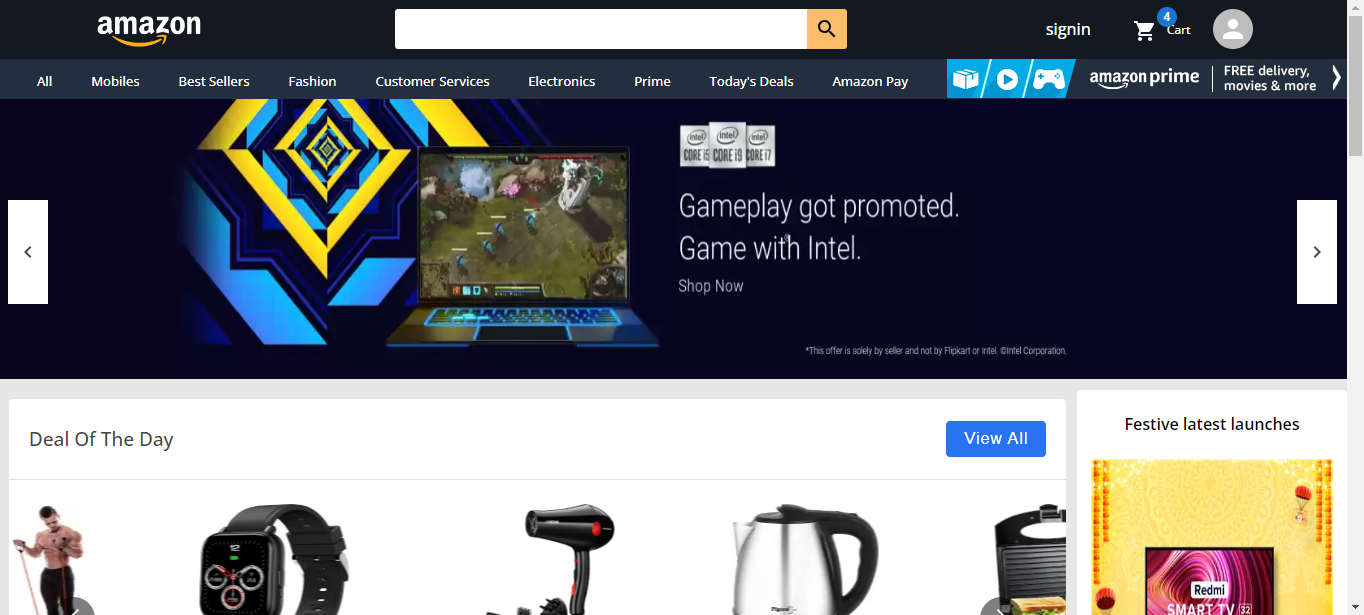 amazon
signin
4
Cart
All
Mobiles
Best Sellers
Fashion
Customer Services
Electronics
Prime
Today's Deals
Amazon Pay
amazon prime
FREE delivery,
movies & more
intel intel intel
CORE i5 CORE i9 CORE i7
Gameplay got promoted.
Game with Intel.
Shop Now
*This offer is solely by seller and not by Flipkart or Intel. ©Intel Corporation.
Deal Of The Day
View All
Festive latest launches
12
Redmi
SMART TV 32